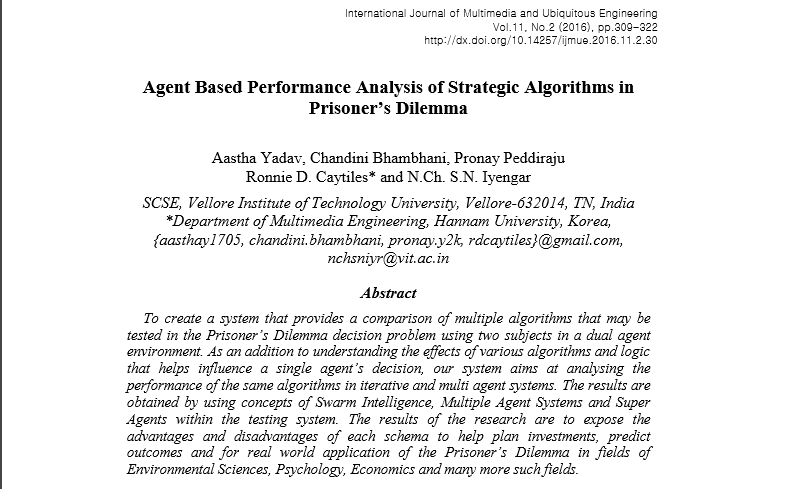 International Journal of Multimedia and Ubiquitous Engineering
Vol.11, No.2 (2016), pp.309-322
http://dx.doi.org/10.14257/ijmue.2016.11.2.30
Agent Based Performance Analysis of Strategic Algorithms in
Prisoner's Dilemma
Aastha Yadav, Chandini Bhambhani, Pronay Peddiraju
Ronnie D. Caytiles* and N.Ch. S.N. Iyengar
SCSE, Vellore Institute of Technology University, Vellore-632014, TN, India
*Department of Multimedia Engineering, Hannam University, Korea,
{aasthay1705, chandini.bhambhani, pronay.y2k, rdcaytiles}@gmail.com,
nchsniyr@vit.ac.in
Abstract
To create a system that provides a comparison of multiple algorithms that may be
tested in the Prisoner's Dilemma decision problem using two subjects in a dual agent
environment. As an addition to understanding the effects of various algorithms and logic
that helps influence a single agent's decision, our system aims at analysing the
performance of the same algorithms in iterative and multi agent systems. The results are
obtained by using concepts of Swarm Intelligence, Multiple Agent Systems and Super
Agents within the testing system. The results of the research are to expose the
advantages and disadvantages of each schema to help plan investments, predict
outcomes and for real world application of the Prisoner's Dilemma in fields of
Environmental Sciences, Psychology, Economics and many more such fields.